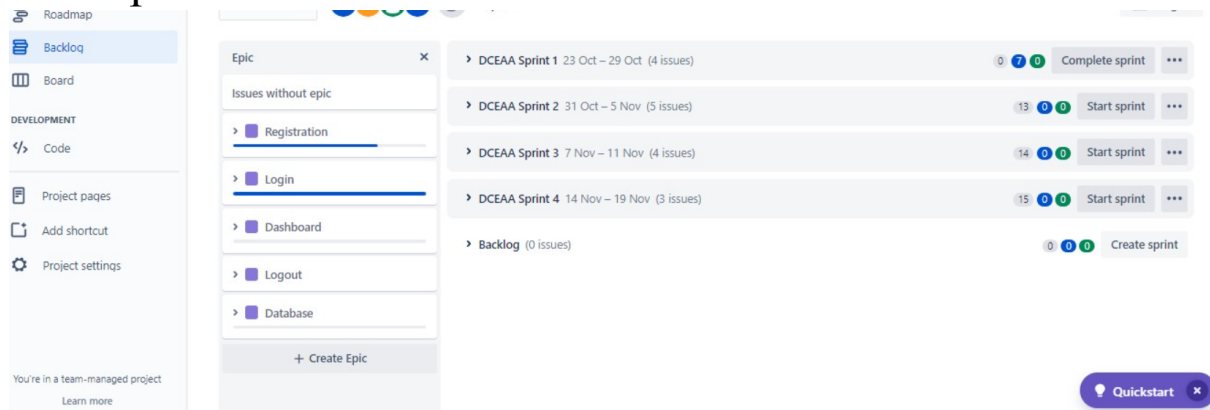 Roadmap
Backlog
Board
DEVELOPMENT
Code
Project pages
Add shortcut
Project settings
You're in a team-managed project
Learn more
Epic
Issues without epic
Registration
Login
Dashboard
Logout
Database
+ Create Epic
DCEAA Sprint 1 23 Oct – 29 Oct (4 issues) 0 7 0 Complete sprint
DCEAA Sprint 2 31 Oct – 5 Nov (5 issues) 13 0 0 Start sprint
DCEAA Sprint 3 7 Nov – 11 Nov (4 issues) 14 0 0 Start sprint
DCEAA Sprint 4 14 Nov – 19 Nov (3 issues) 15 0 0 Start sprint
Backlog (0 issues) 0 0 0 Create sprint
Quickstart